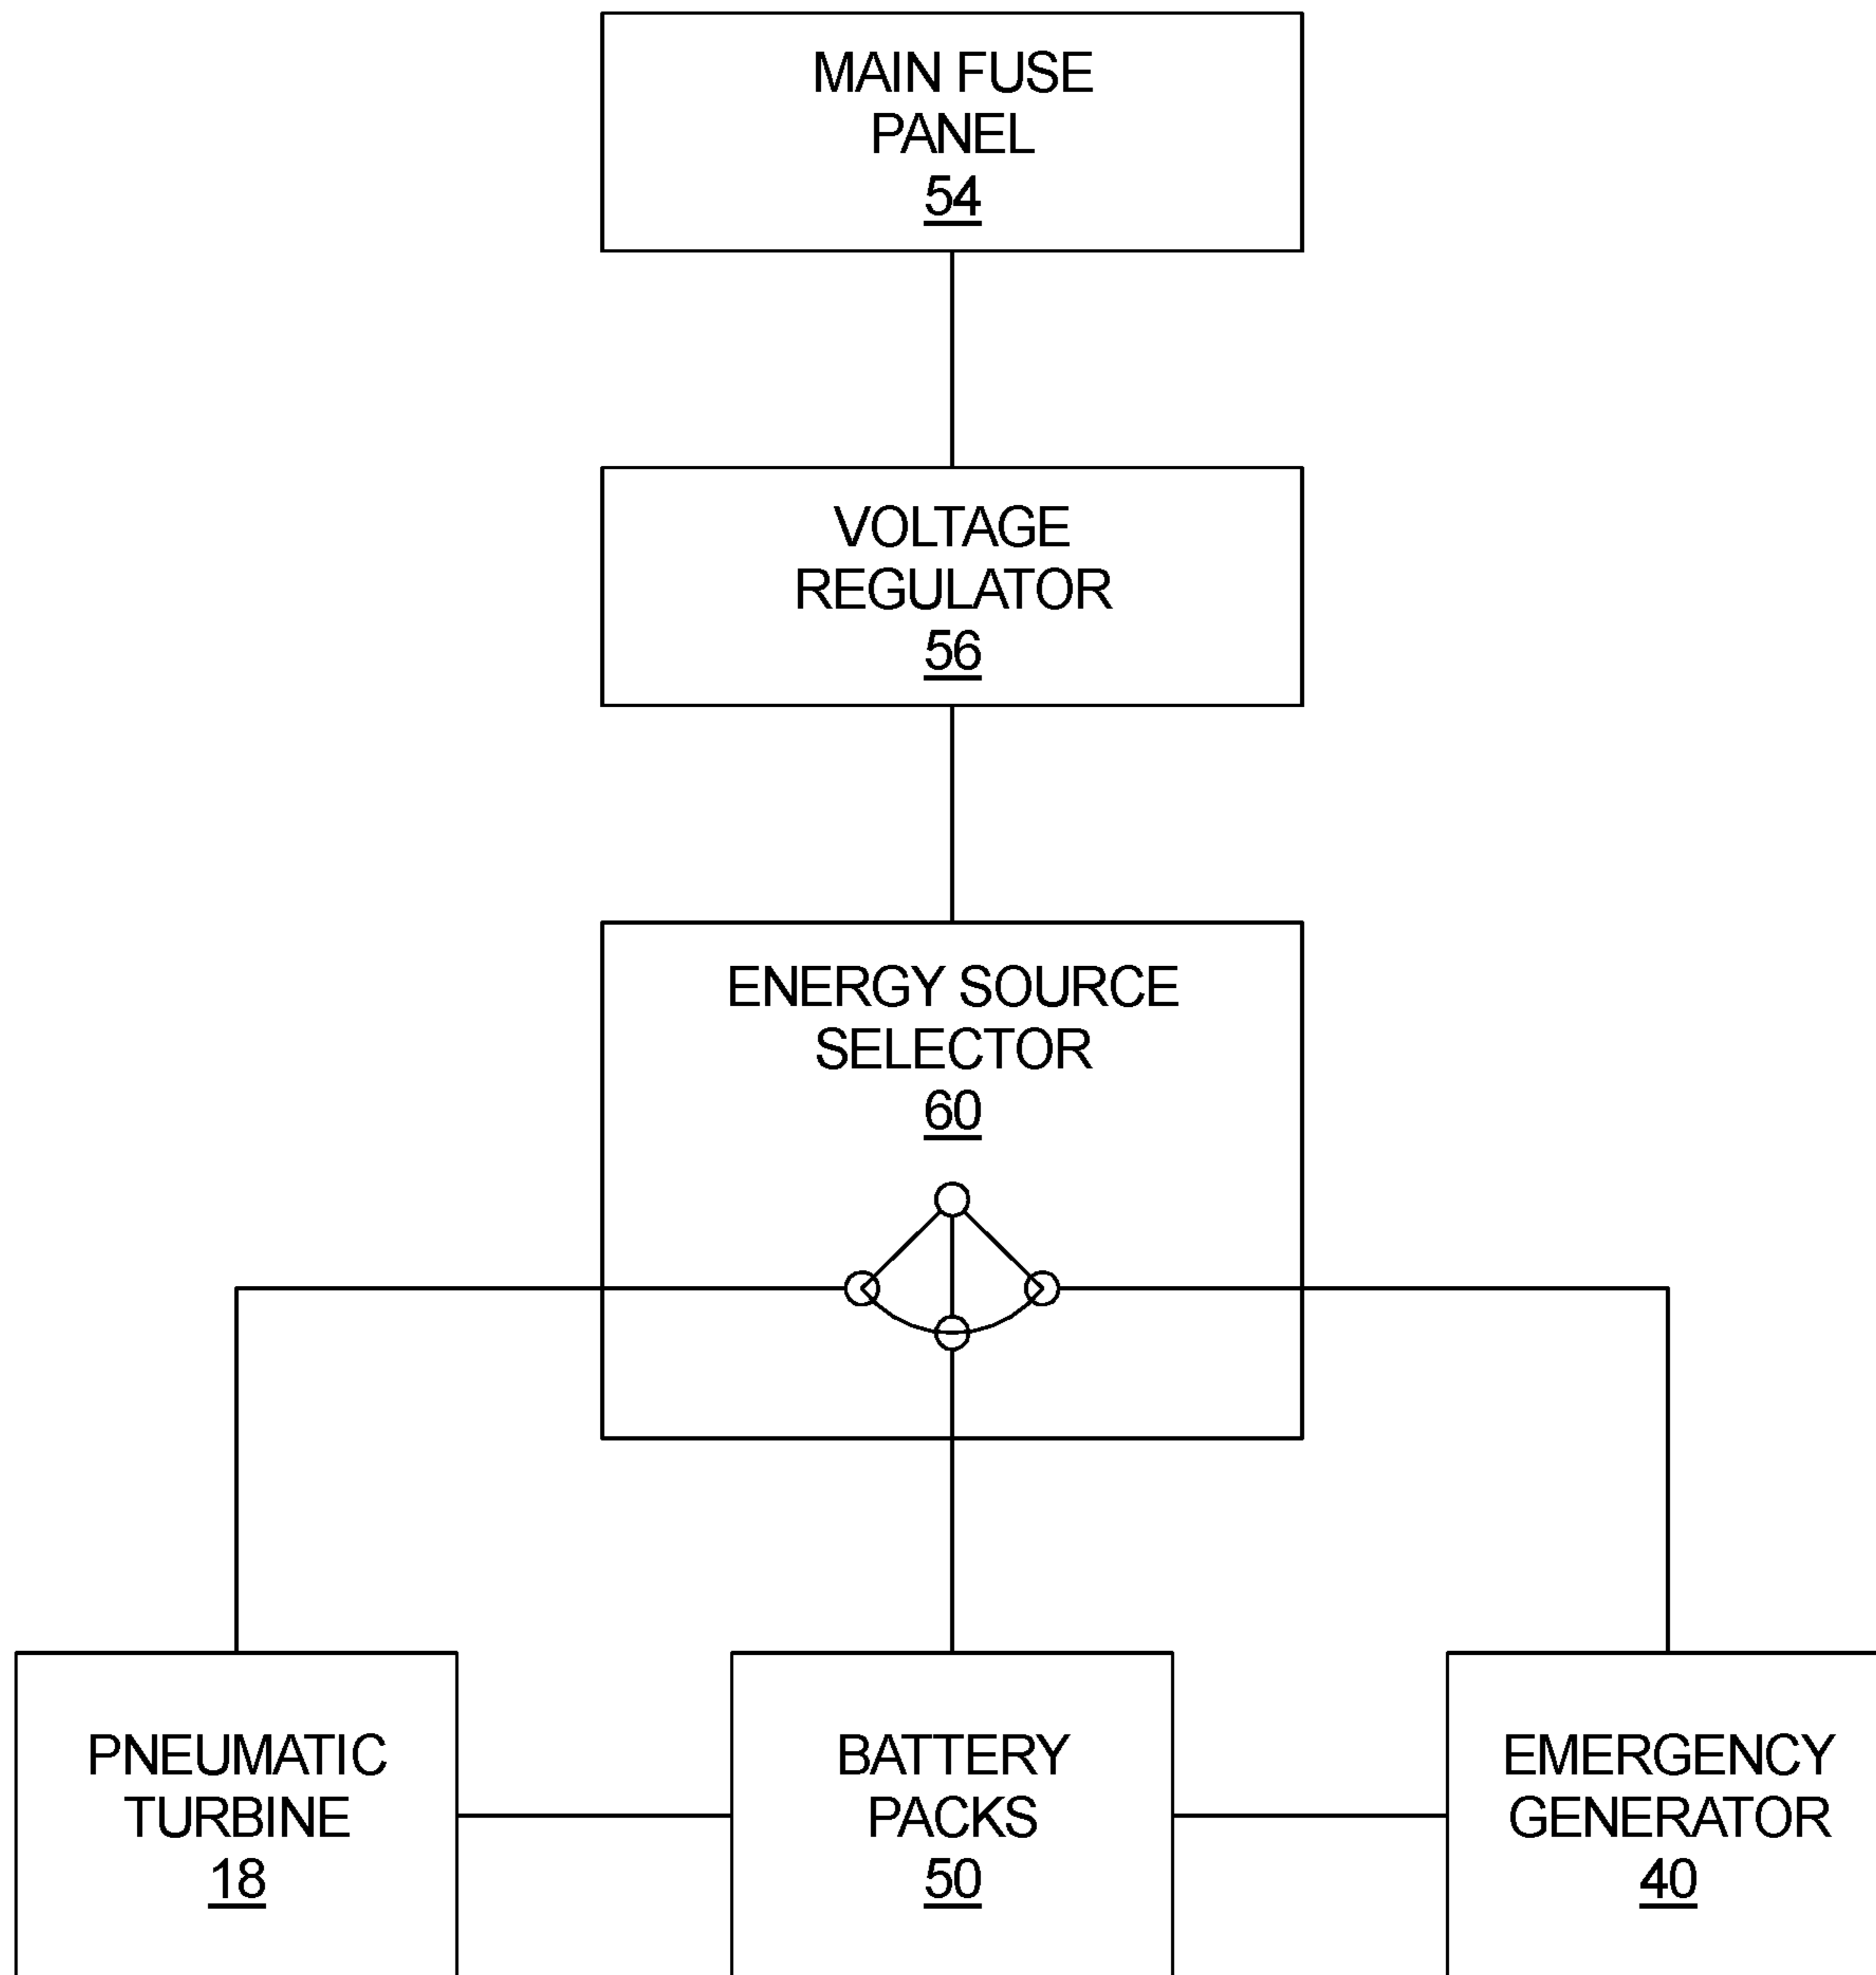 MAIN FUSE
PANEL
54
VOLTAGE
REGULATOR
56
ENERGY SOURCE
SELECTOR
60
PNEUMATIC
TURBINE
18
BATTERY
PACKS
50
EMERGENCY
GENERATOR
40